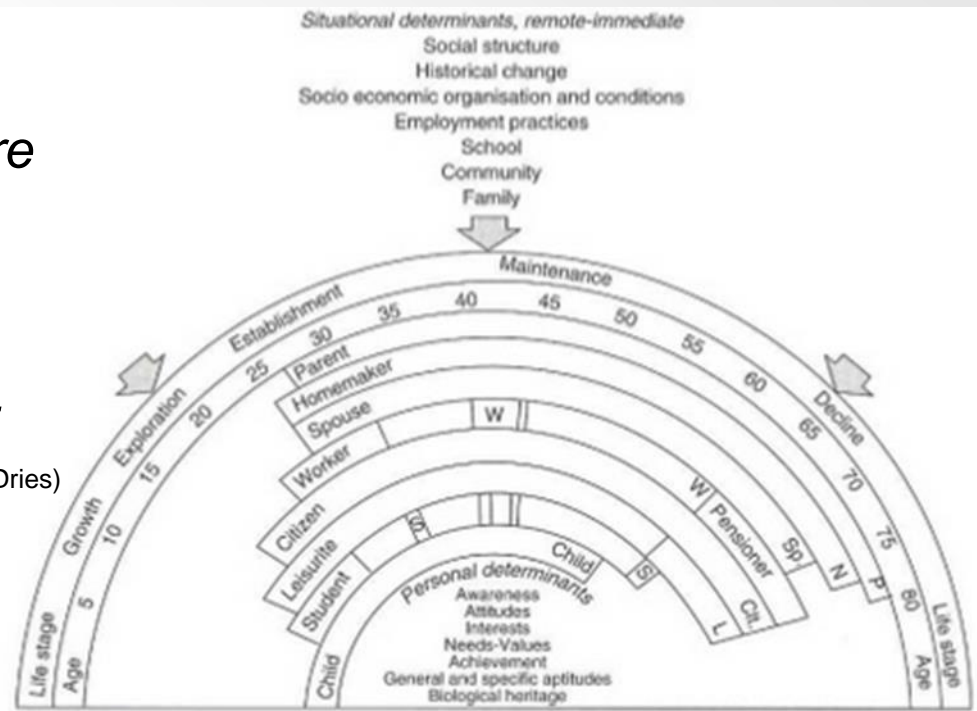 Situational determinants, remote-immediate
Social structure
Historical change
Socio economic organisation and conditions
Employment practices
School
Community
Family
re
Dries)
Maintenance
Establishment
Exploration
Growth
Decline
Life stage
Life stage
Age
5
10
15
20
25
30
35
40
45
50
55
60
65
70
75
80
Age
Parent
Homemaker
Spouse
Worker
W
W
Pensioner
Sp.
N
P
Citizen
Cit.
Leisurite
L
Student
S
S
Child
Child
Personal determinants
Awareness
Attitudes
Interests
Needs-Values
Achievement
General and specific aptitudes
Biological heritage